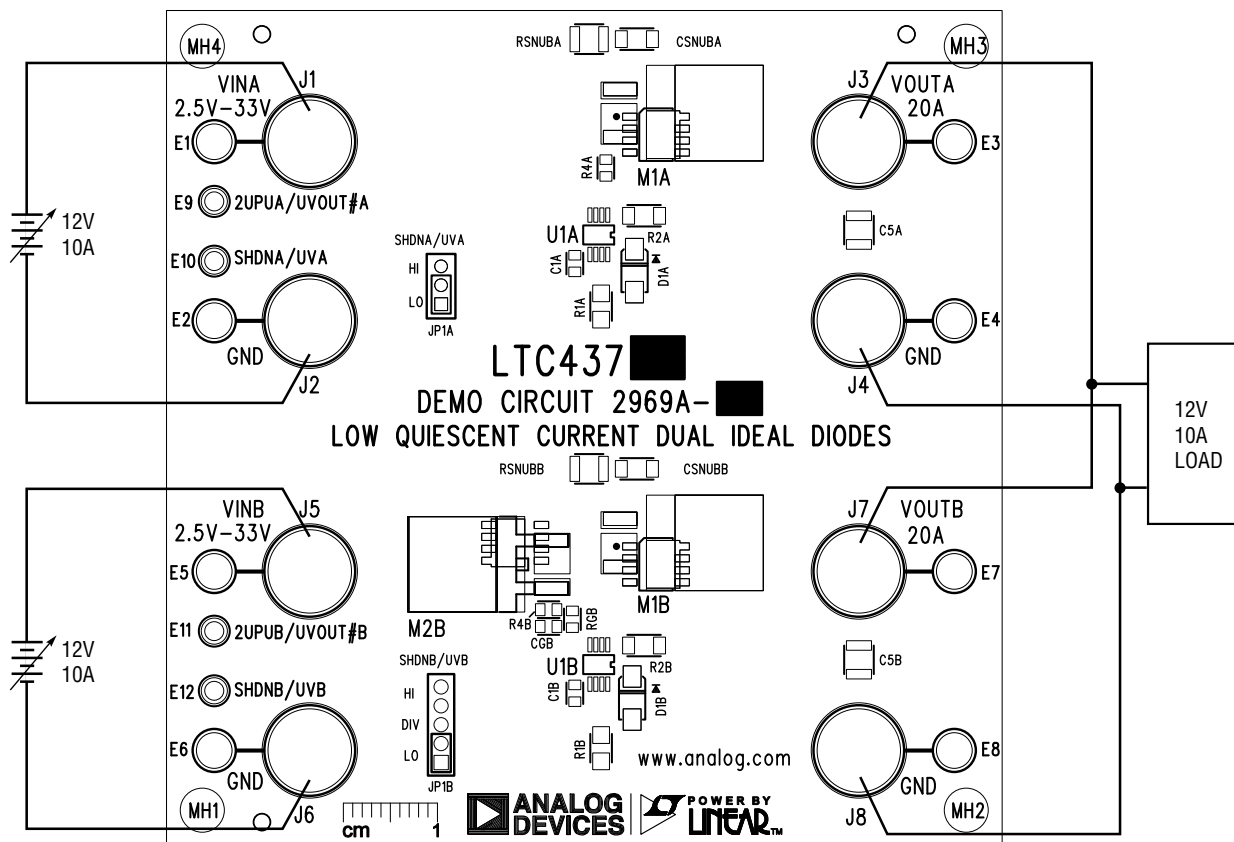 MH4
RSNUBA
CSNUBA
MH3
VINA
2.5V-33V
J1
J3
VOUTA
20A
E1
E3
R4A
M1A
E9
2UPUA/UVOUT#A
12V
10A
SHDNA/UVA
U1A
R2A
C5A
E10
SHDNA/UVA
HI
C1A
D1A
LO
R1A
E2
JP1A
E4
GND
GND
J2
LTC437
J4
DEMO CIRCUIT 2969A-
12V
10A
LOAD
LOW QUIESCENT CURRENT DUAL IDEAL DIODES
RSNUBB
CSNUBB
VINB
2.5V-33V
J5
J7
VOUTB
20A
E5
E7
M1B
M2B
R4B
RGB
CGB
E11
2UPUB/UVOUT#B
12V
10A
SHDNB/UVB
U1B
R2B
C5B
E12
SHDNB/UVB
HI
C1B
D1B
DIV
R1B
E6
LO
E8
www.analog.com
GND
JP1B
GND
MH1
J6
cm 1
ANALOG
DEVICES
POWER BY
LINEAR™
J8
MH2